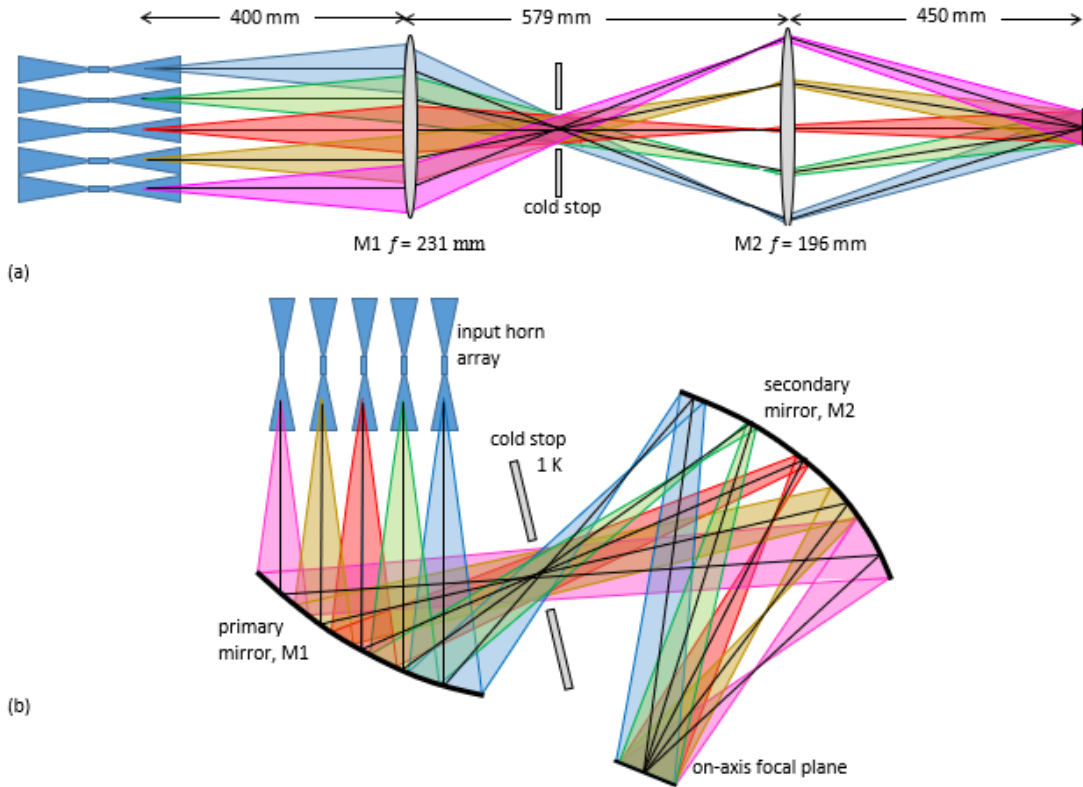 400 mm
579 mm
450 mm
cold stop
M1 f = 231 mm
M2 f = 196 mm
(a)
input horn
array
secondary
mirror, M2
cold stop
1 K
primary
mirror, M1
on-axis focal plane
(b)